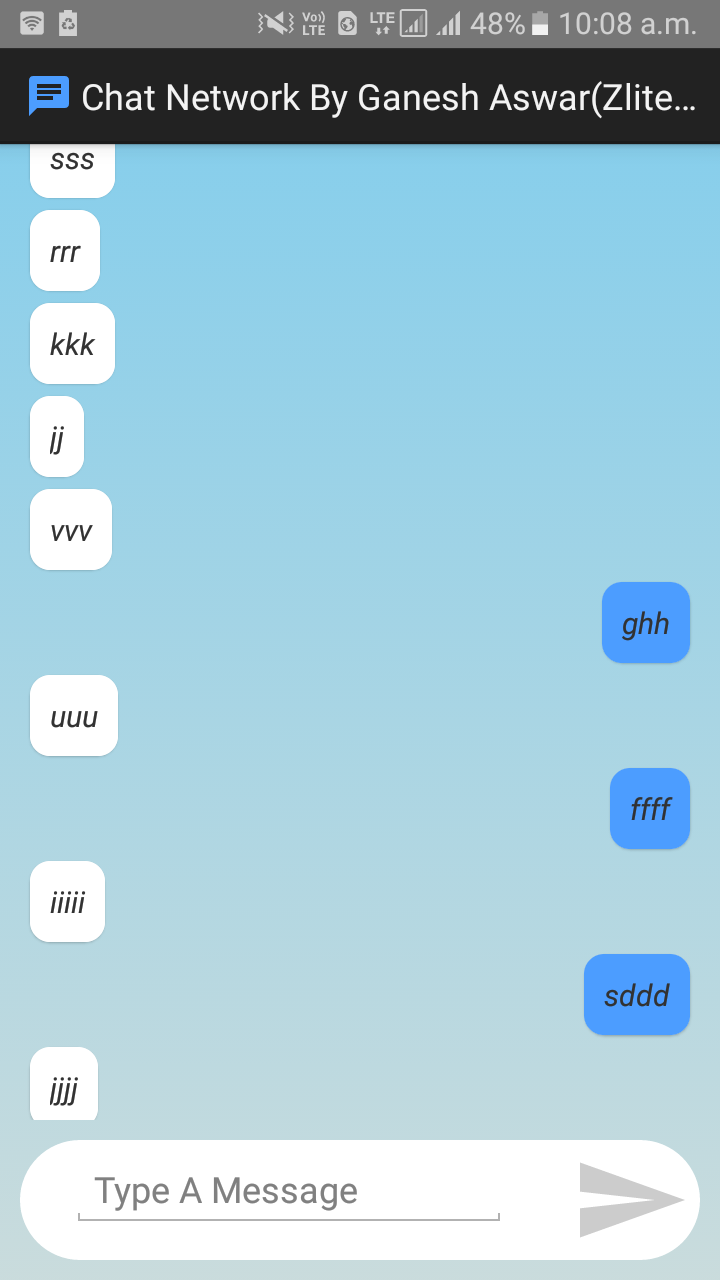 Vo)) LTE LTE 48% 10:08 a.m.
Chat Network By Ganesh Aswar(Zlite…
sss
rrr
kkk
jj
vvv
ghh
uuu
ffff
iiiii
sddd
jjjj
Type A Message